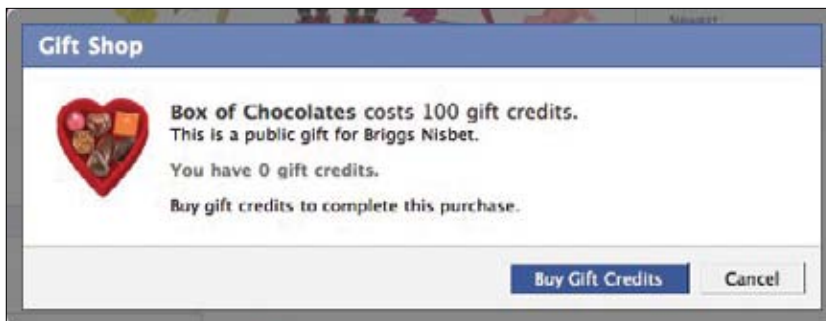 Newest
Gift Shop
Box of Chocolates costs 100 gift credits.
This is a public gift for Briggs Nisbet.
You have 0 gift credits.
Buy gift credits to complete this purchase.
Buy Gift Credits
Cancel